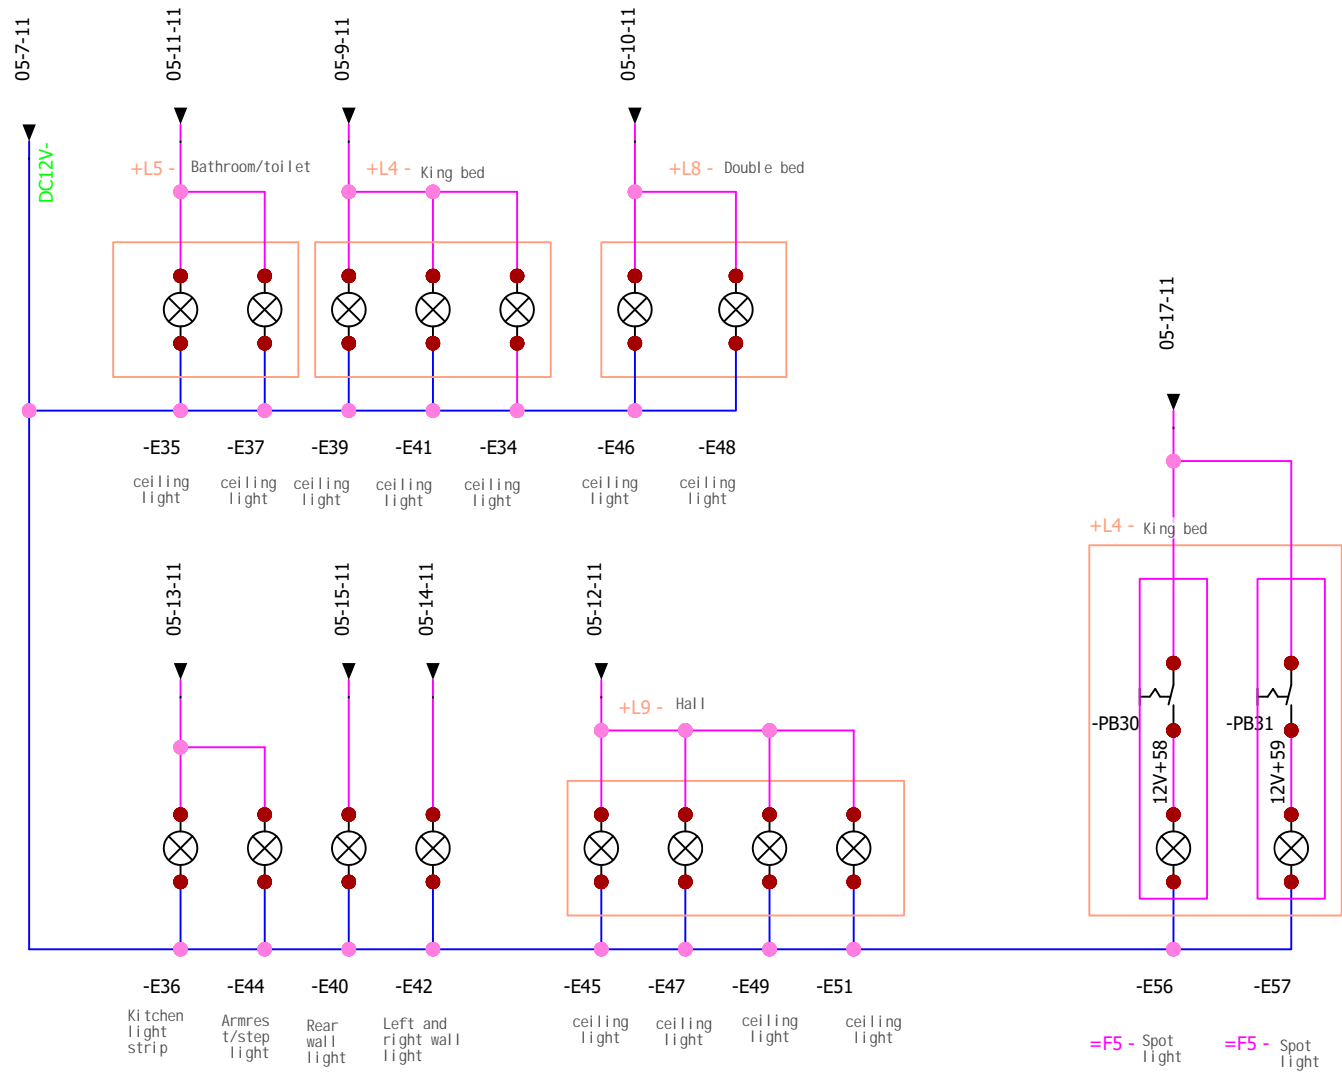 05-7-11
05-11-11
05-9-11
05-10-11
DC12V-
+L5 - Bathroom/toilet
+L4 - King bed
+L8 - Double bed
-E35
-E37
-E39
-E41
-E34
-E46
-E48
ceiling
light
ceiling
light
ceiling
light
ceiling
light
ceiling
light
ceiling
light
ceiling
light
05-17-11
+L4 - King bed
-PB30
12V+58
-PB31
12V+59
05-13-11
05-15-11
05-14-11
05-12-11
+L9 - Hall
-E36
-E44
-E40
-E42
-E45
-E47
-E49
-E51
-E56
-E57
Kitchen
light
strip
Armres
t/step
light
Rear
wall
light
Left and
right wall
light
ceiling
light
ceiling
light
ceiling
light
ceiling
light
=F5 - Spot
light
=F5 - Spot
light